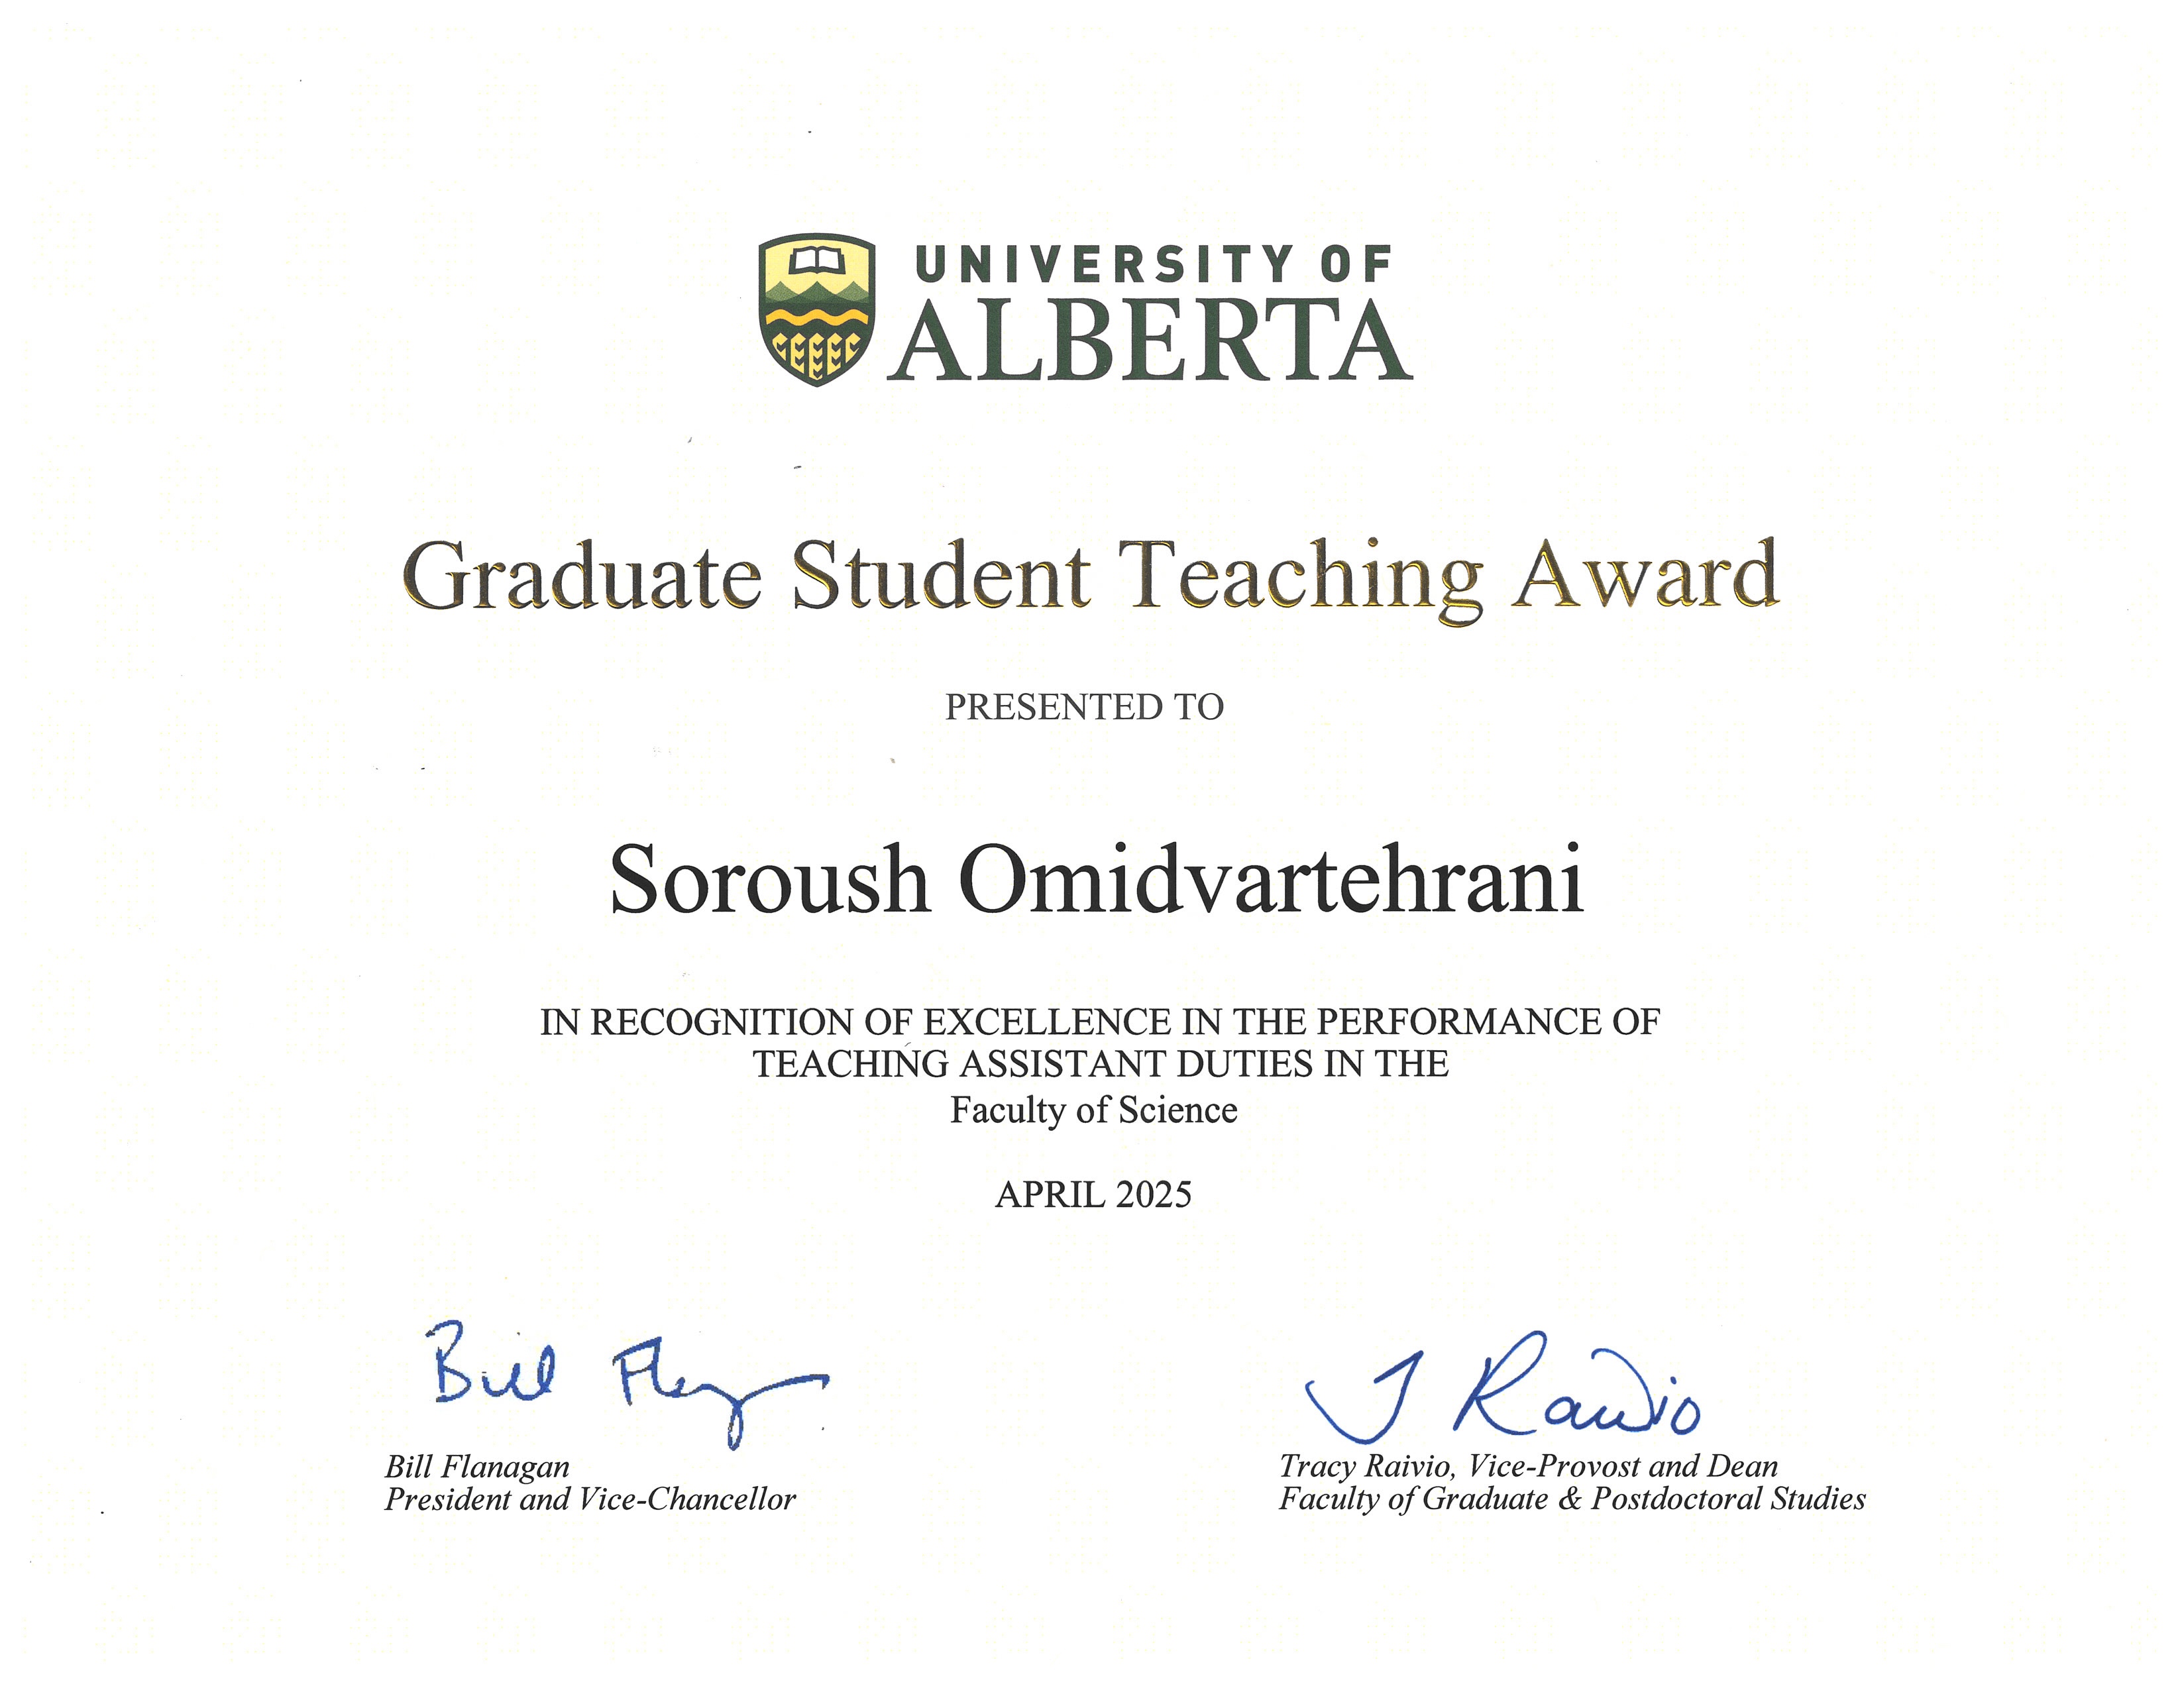 UNIVERSITY OF
ALBERTA
Graduate Student Teaching Award
PRESENTED TO
Soroush Omidvartehrani
IN RECOGNITION OF EXCELLENCE IN THE PERFORMANCE OF
TEACHING ASSISTANT DUTIES IN THE
Faculty of Science
APRIL 2025
Bill Flanagan
President and Vice-Chancellor
T Raivio
Tracy Raivio, Vice-Provost and Dean
Faculty of Graduate & Postdoctoral Studies